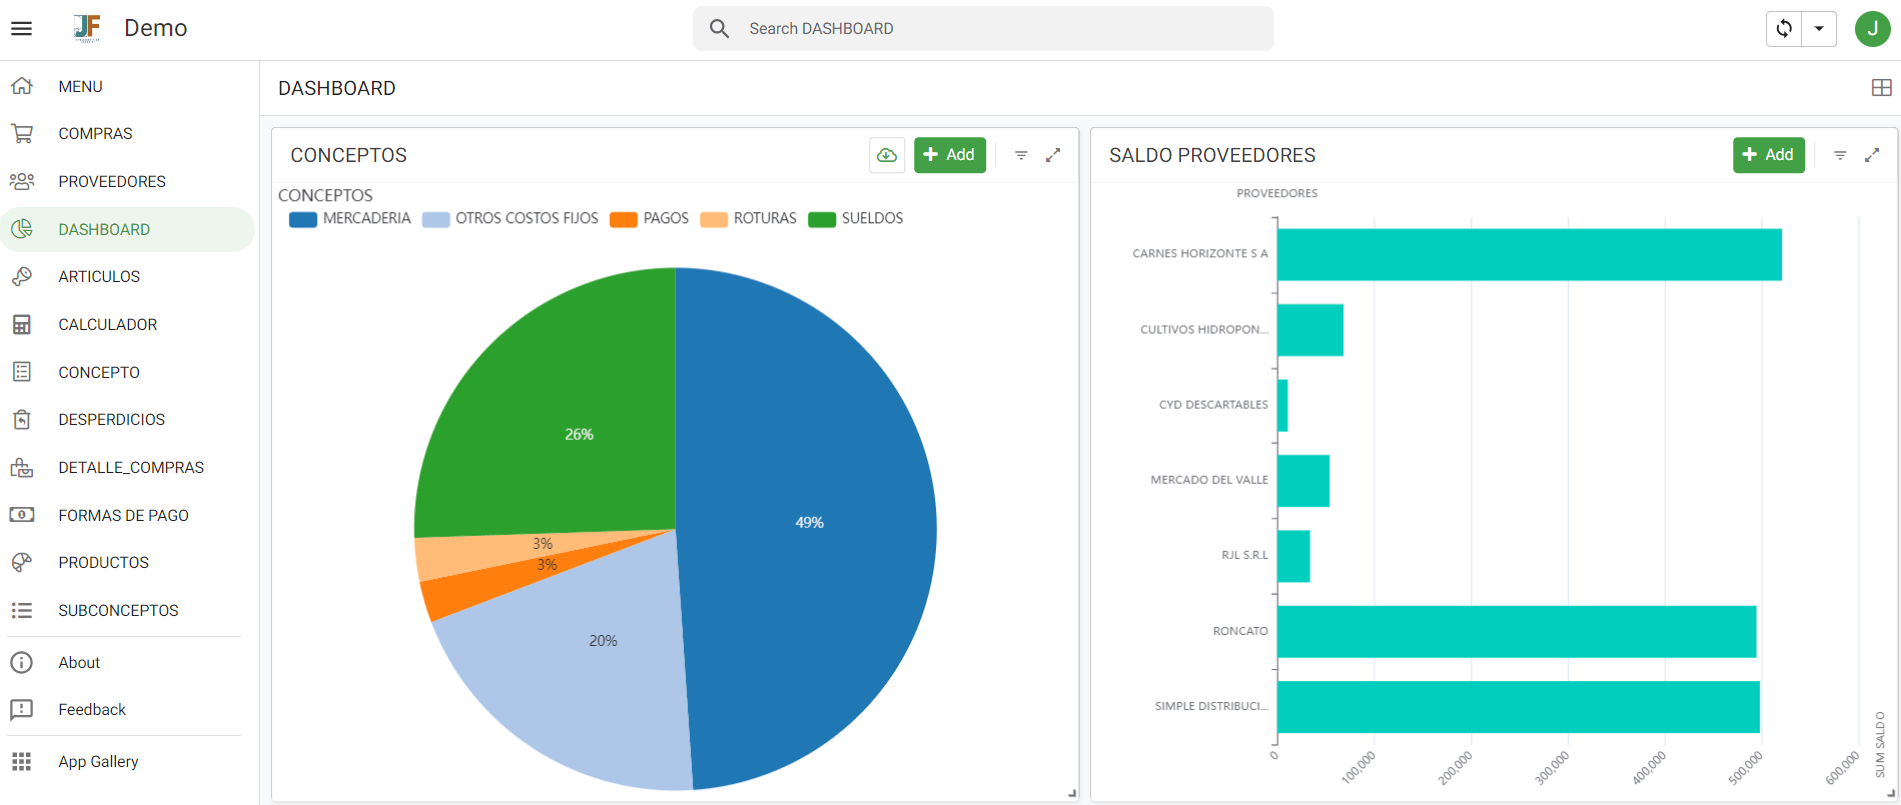 JF
Demo
Search DASHBOARD
J
MENU
COMPRAS
PROVEEDORES
DASHBOARD
ARTICULOS
CALCULADOR
CONCEPTO
DESPERDICIOS
DETALLE_COMPRAS
FORMAS DE PAGO
PRODUCTOS
SUBCONCEPTOS
About
Feedback
App Gallery
DASHBOARD
CONCEPTOS
Add
CONCEPTOS
MERCADERIA OTROS COSTOS FIJOS PAGOS ROTURAS SUELDOS
26%
49%
3%
3%
20%
SALDO PROVEEDORES
Add
PROVEEDORES
CARNES HORIZONTE S A
CULTIVOS HIDROPON...
CYD DESCARTABLES
MERCADO DEL VALLE
RJL S.R.L
RONCATO
SIMPLE DISTRIBUCI...
0 100,000 200,000 300,000 400,000 500,000 600,000
SUM SALDO